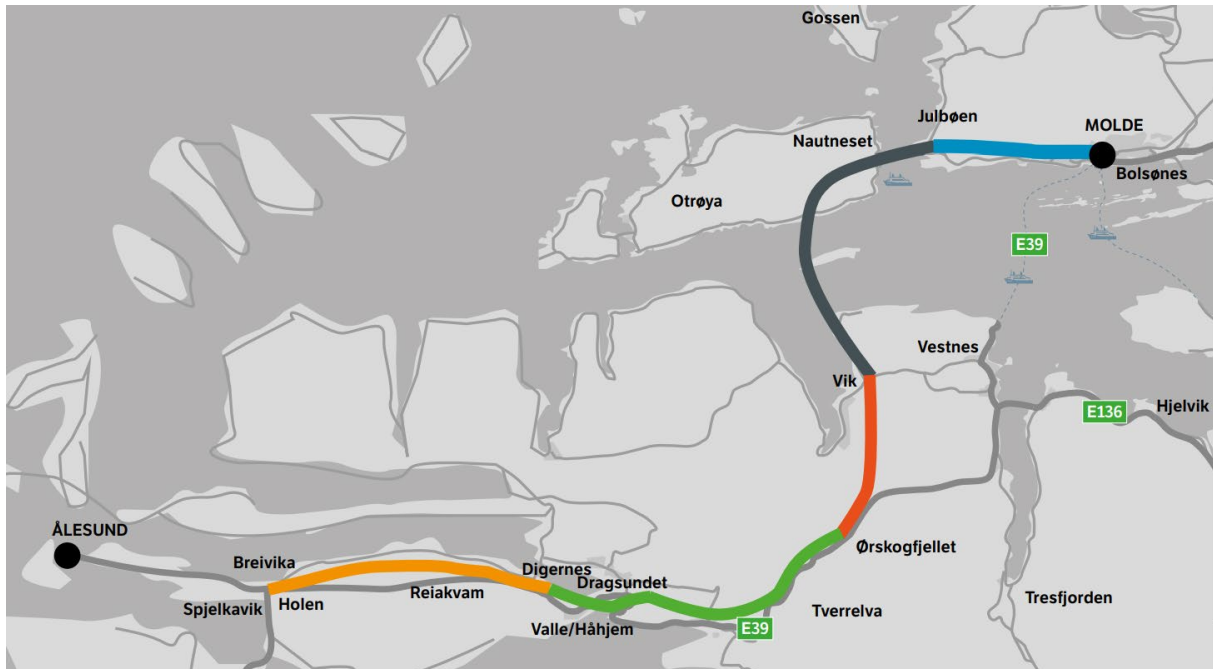 Gossen
Julbøen
MOLDE
Nautneset
Bolsønes
Otrøya
E39
Vestnes
Vik
Hjelvik
E136
ÅLESUND
Ørskogfjellet
Breivika
Digernes
Dragsundet
Reiakvam
Spjelkavik
Holen
Tresfjorden
Tverrelva
Valle/Håhjem
E39